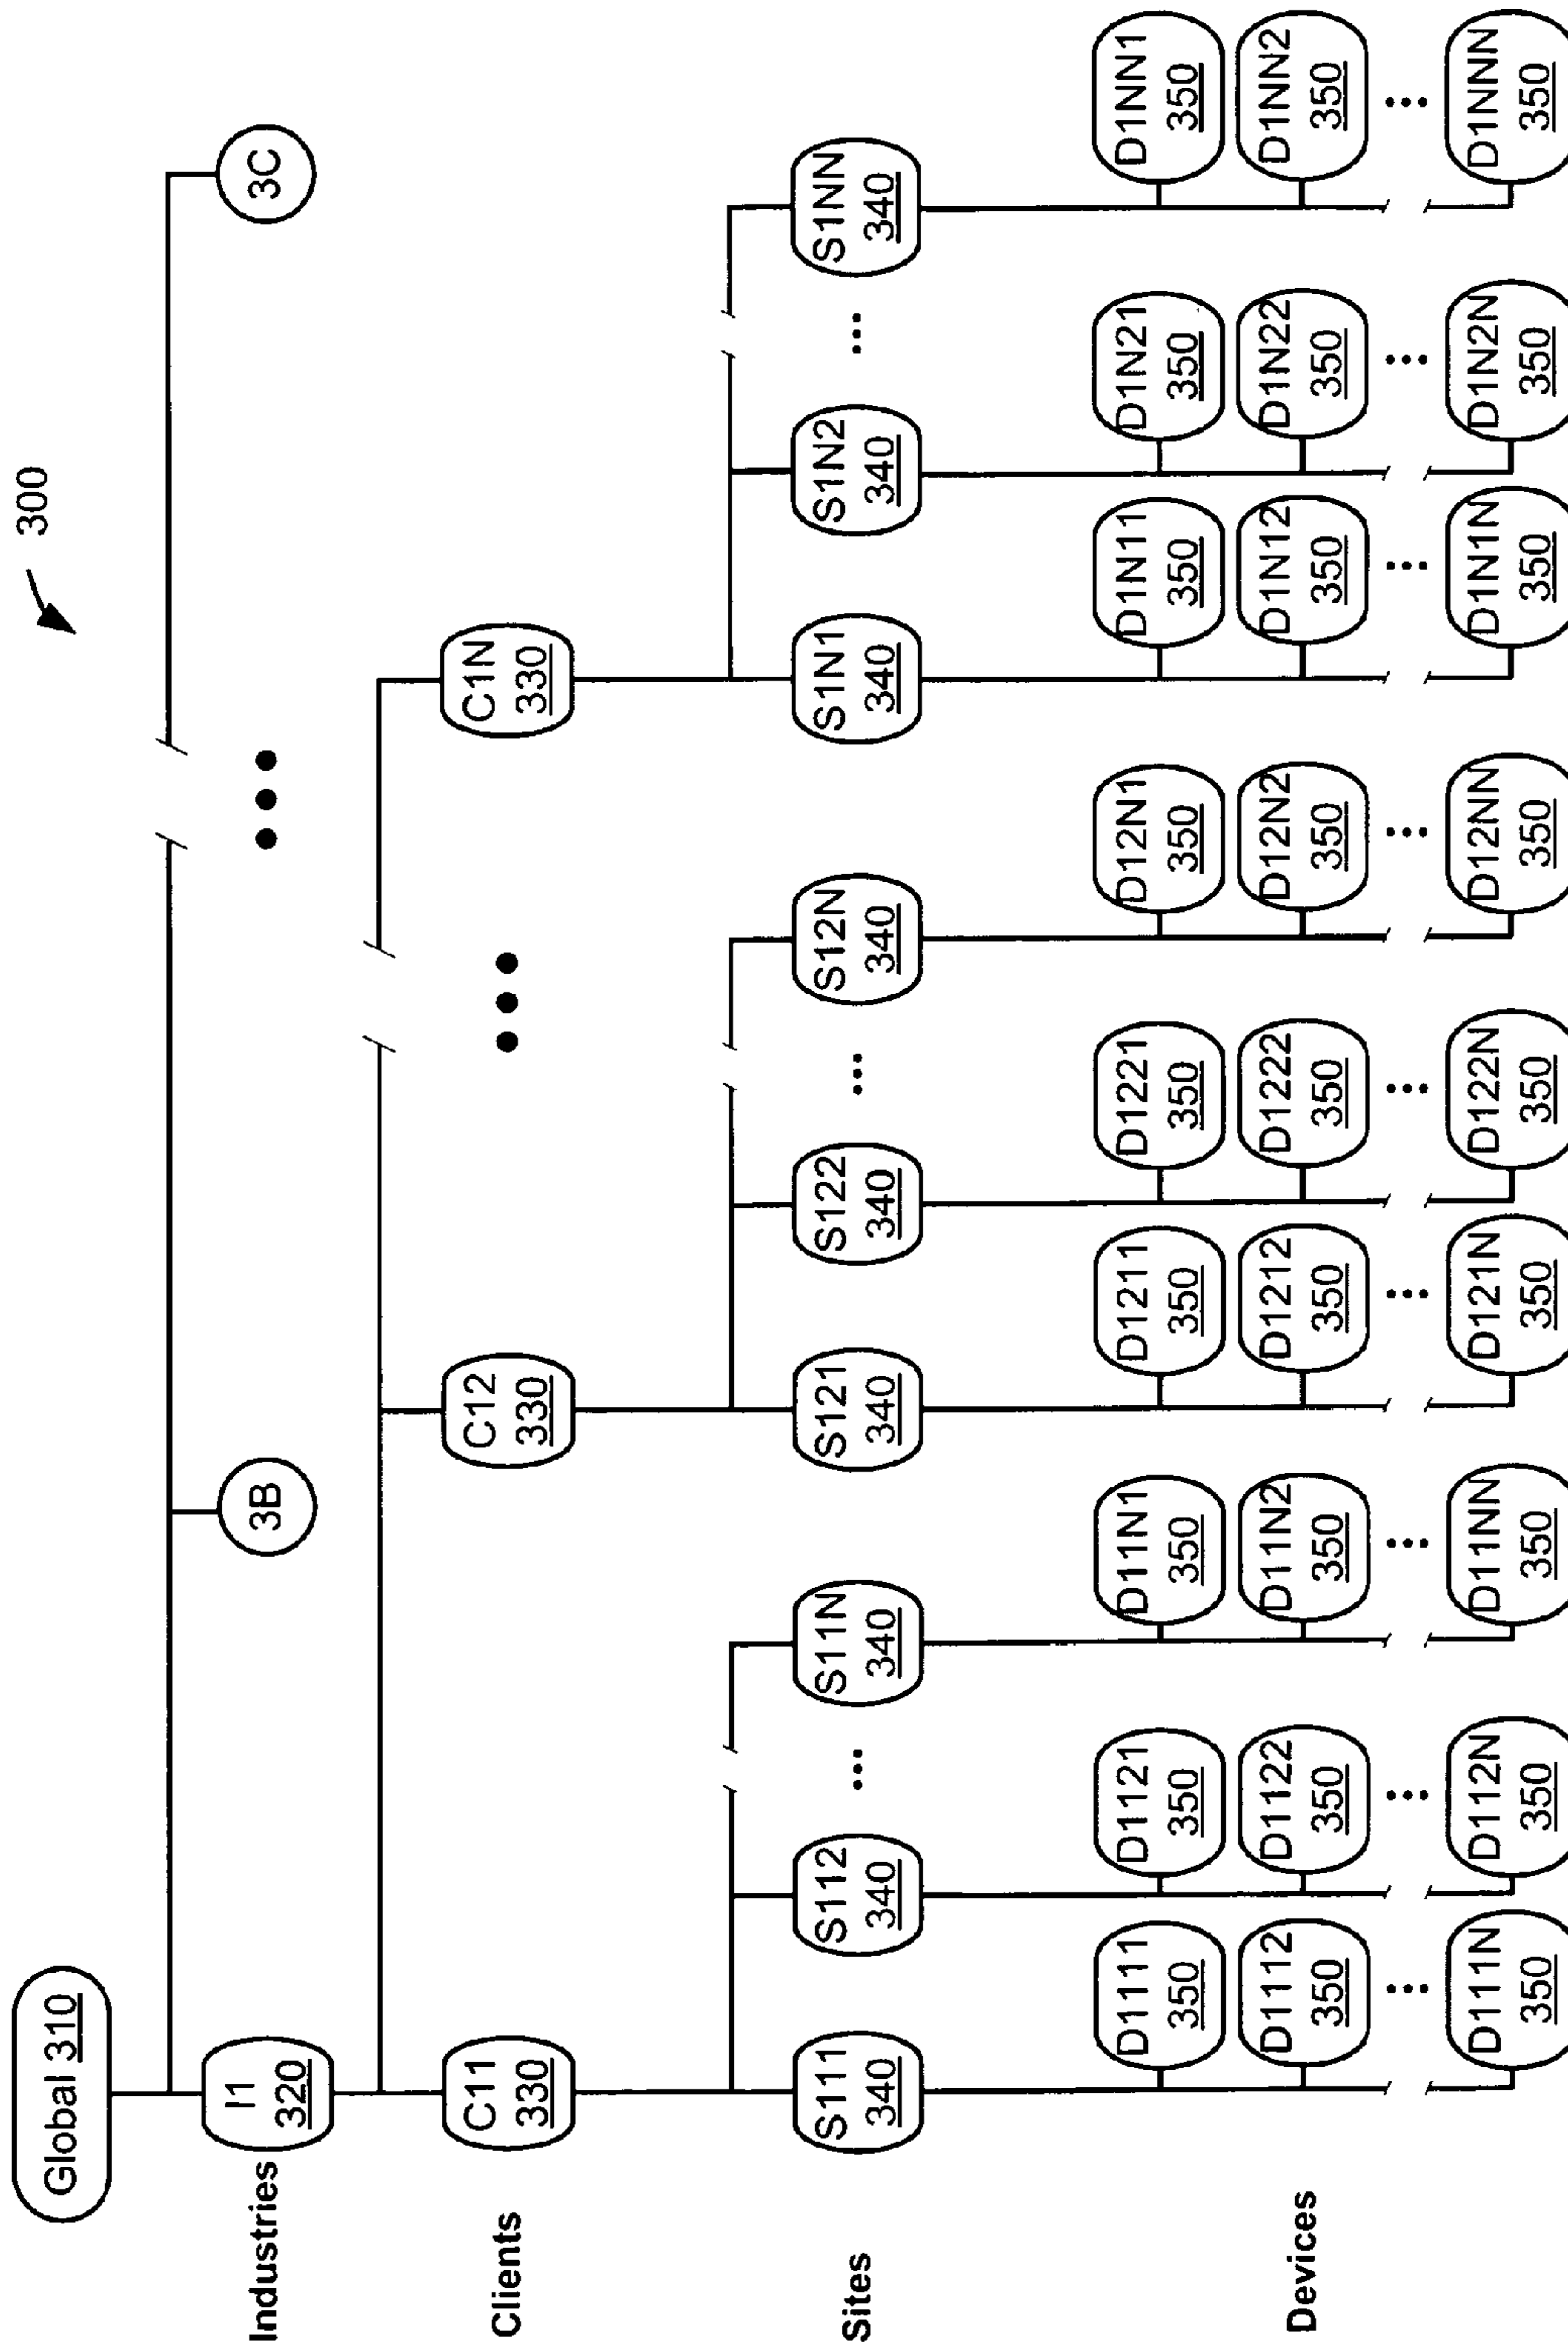 300
Global 310
Industries
I1
320
3B
3C
Clients
C11
330
C12
330
C1N
330
Sites
S111
340
S112
340
S11N
340
S121
340
S122
340
S12N
340
S1N1
340
S1N2
340
S1NN
340
Devices
D1111
350
D1121
350
D11N1
350
D1211
350
D1221
350
D12N1
350
D1N11
350
D1N21
350
D1NN1
350
D1112
350
D1122
350
D11N2
350
D1212
350
D1222
350
D12N2
350
D1N12
350
D1N22
350
D1NN2
350
D111N
350
D112N
350
D11NN
350
D121N
350
D122N
350
D12NN
350
D1N1N
350
D1N2N
350
D1NNN
350